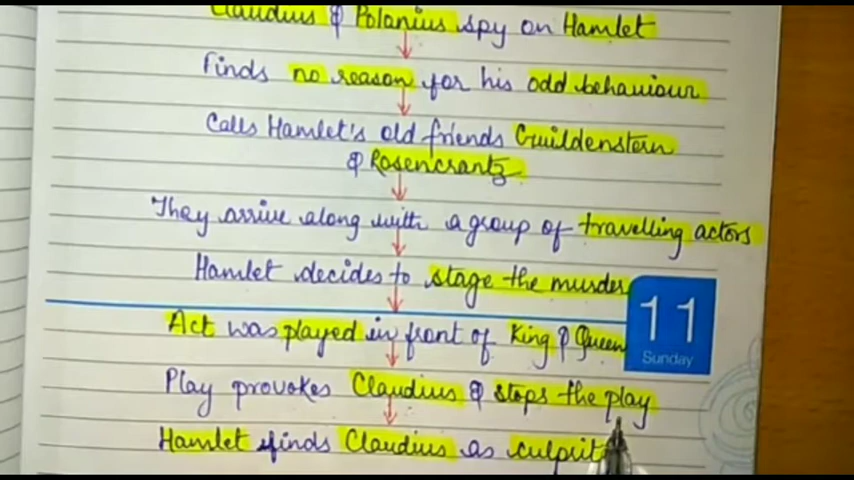 Claudius & Polanius spy on Hamlet
Finds no reason for his odd behaviour
Calls Hamlet's old friends Guildenstern
& Rosencrantz
They arrive along with a group of travelling actors
Hamlet decides to stage the murder
11
Sunday
Act was played in front of King & Queen
Play provokes Claudius & stops the play
Hamlet finds Claudius as culprit